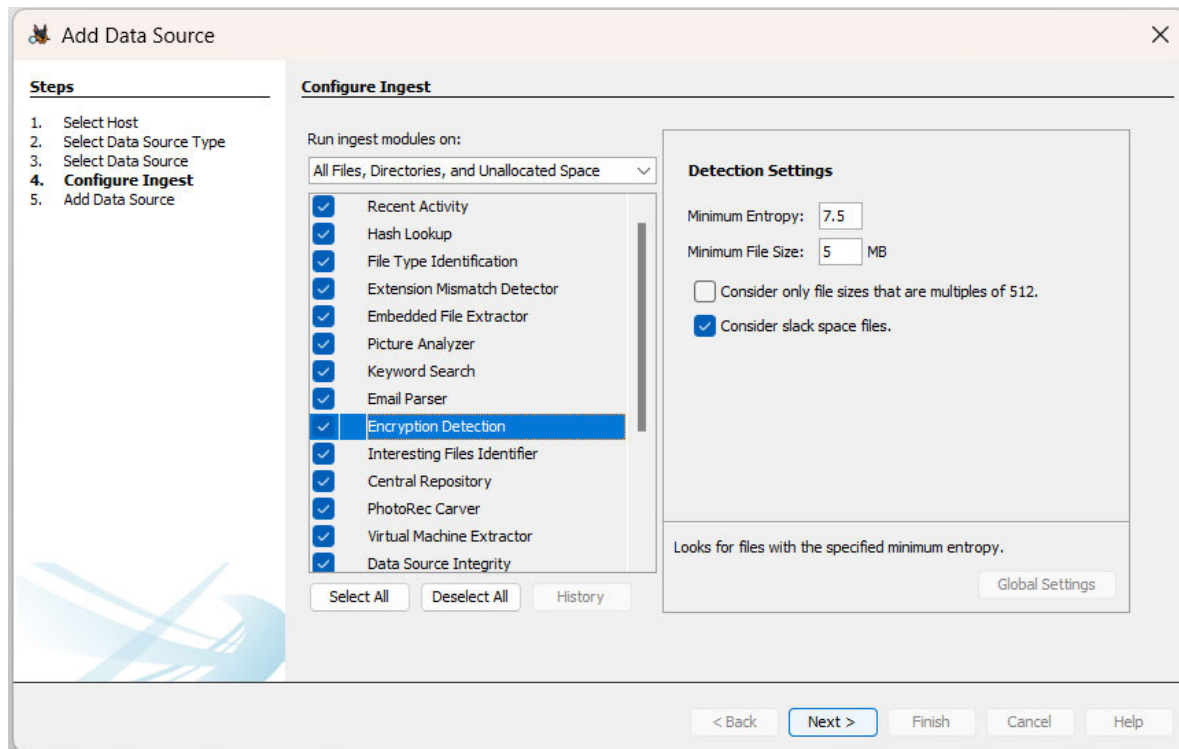 Add Data Source
Steps
1. Select Host
2. Select Data Source Type
3. Select Data Source
4. Configure Ingest
5. Add Data Source
Configure Ingest
Run ingest modules on:
All Files, Directories, and Unallocated Space
Recent Activity
Hash Lookup
File Type Identification
Extension Mismatch Detector
Embedded File Extractor
Picture Analyzer
Keyword Search
Email Parser
Encryption Detection
Interesting Files Identifier
Central Repository
PhotoRec Carver
Virtual Machine Extractor
Data Source Integrity
Select All Deselect All History
Detection Settings
Minimum Entropy: 7.5
Minimum File Size: 5 MB
Consider only file sizes that are multiples of 512.
Consider slack space files.
Looks for files with the specified minimum entropy.
Global Settings
< Back Next > Finish Cancel Help